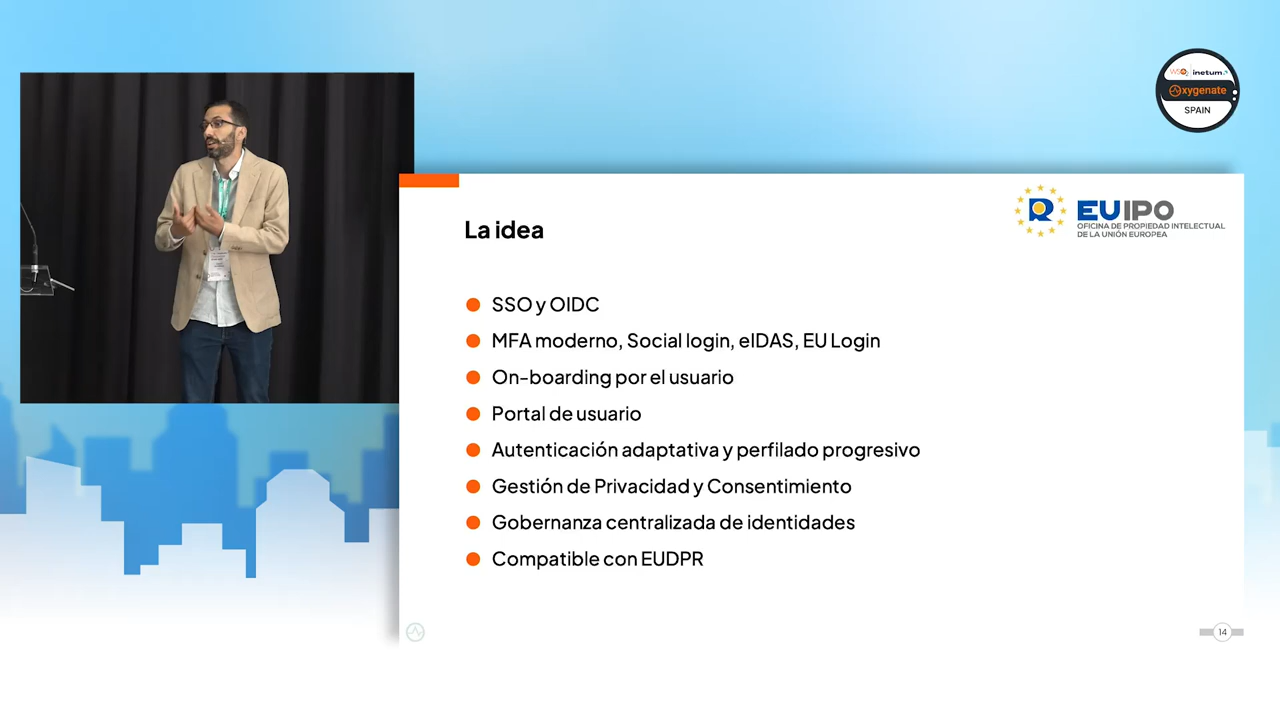 WSO2 inetum.
Oxygenate
SPAIN
EUIPO
OFICINA DE PROPIEDAD INTELECTUAL
DE LA UNIÓN EUROPEA
La idea
SSO y OIDC
MFA moderno, Social login, eIDAS, EU Login
On-boarding por el usuario
Portal de usuario
Autenticación adaptativa y perfilado progresivo
Gestión de Privacidad y Consentimiento
Gobernanza centralizada de identidades
Compatible con EUDPR
14